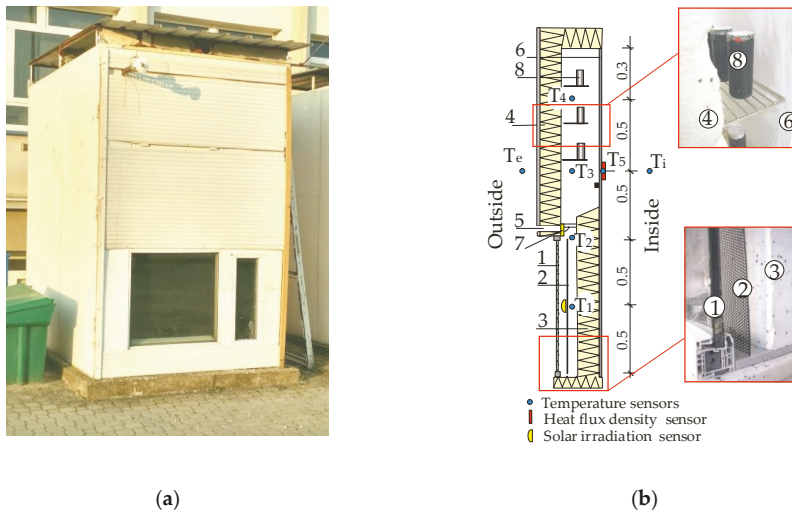 6
8
T4
4
Te
T3
T5
Ti
5
7
T2
1
2
T1
3
Outside
Inside
0.3
0.5
0.5
0.5
0.5
8
4
6
1
2
3
Temperature sensors
Heat flux density sensor
Solar irradiation sensor
(a)
(b)